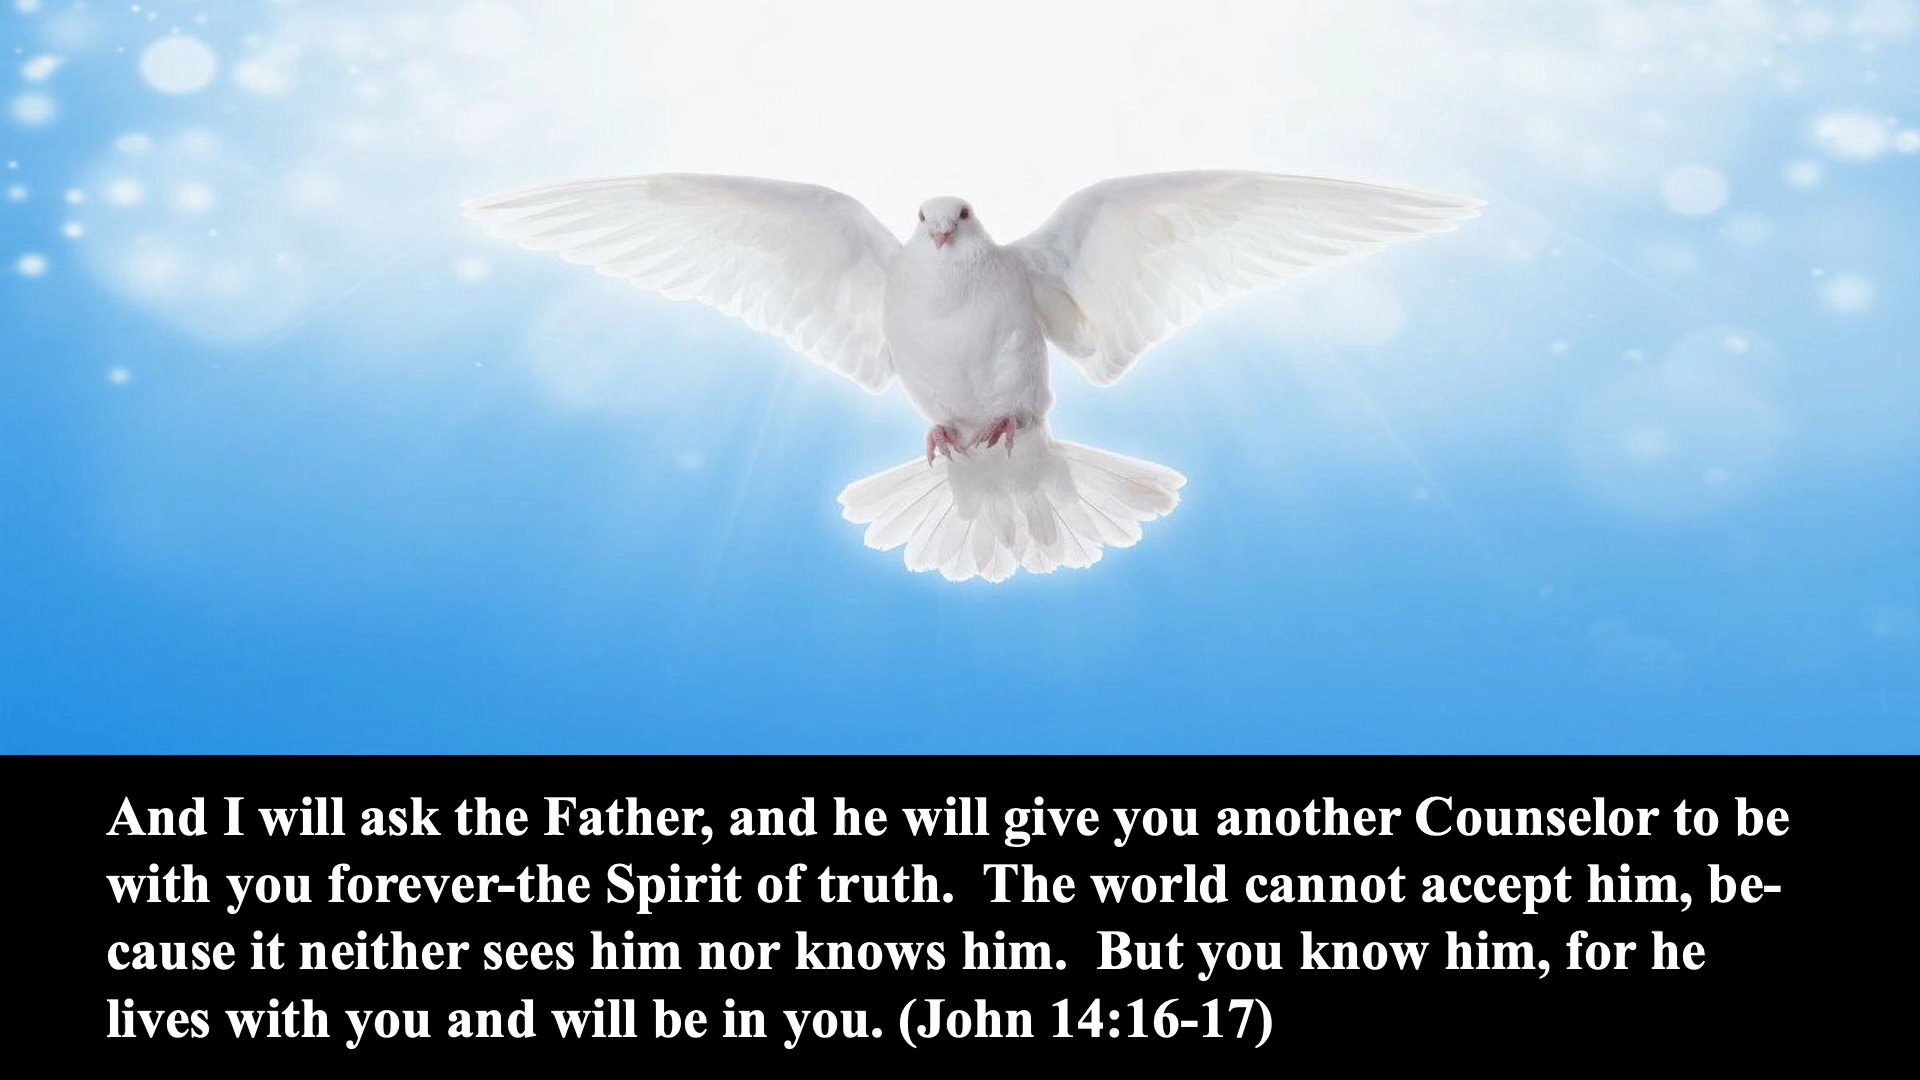 And I will ask the Father, and he will give you another Counselor to be
with you forever-the Spirit of truth.  The world cannot accept him, be-
cause it neither sees him nor knows him.  But you know him, for he
lives with you and will be in you. (John 14:16-17)